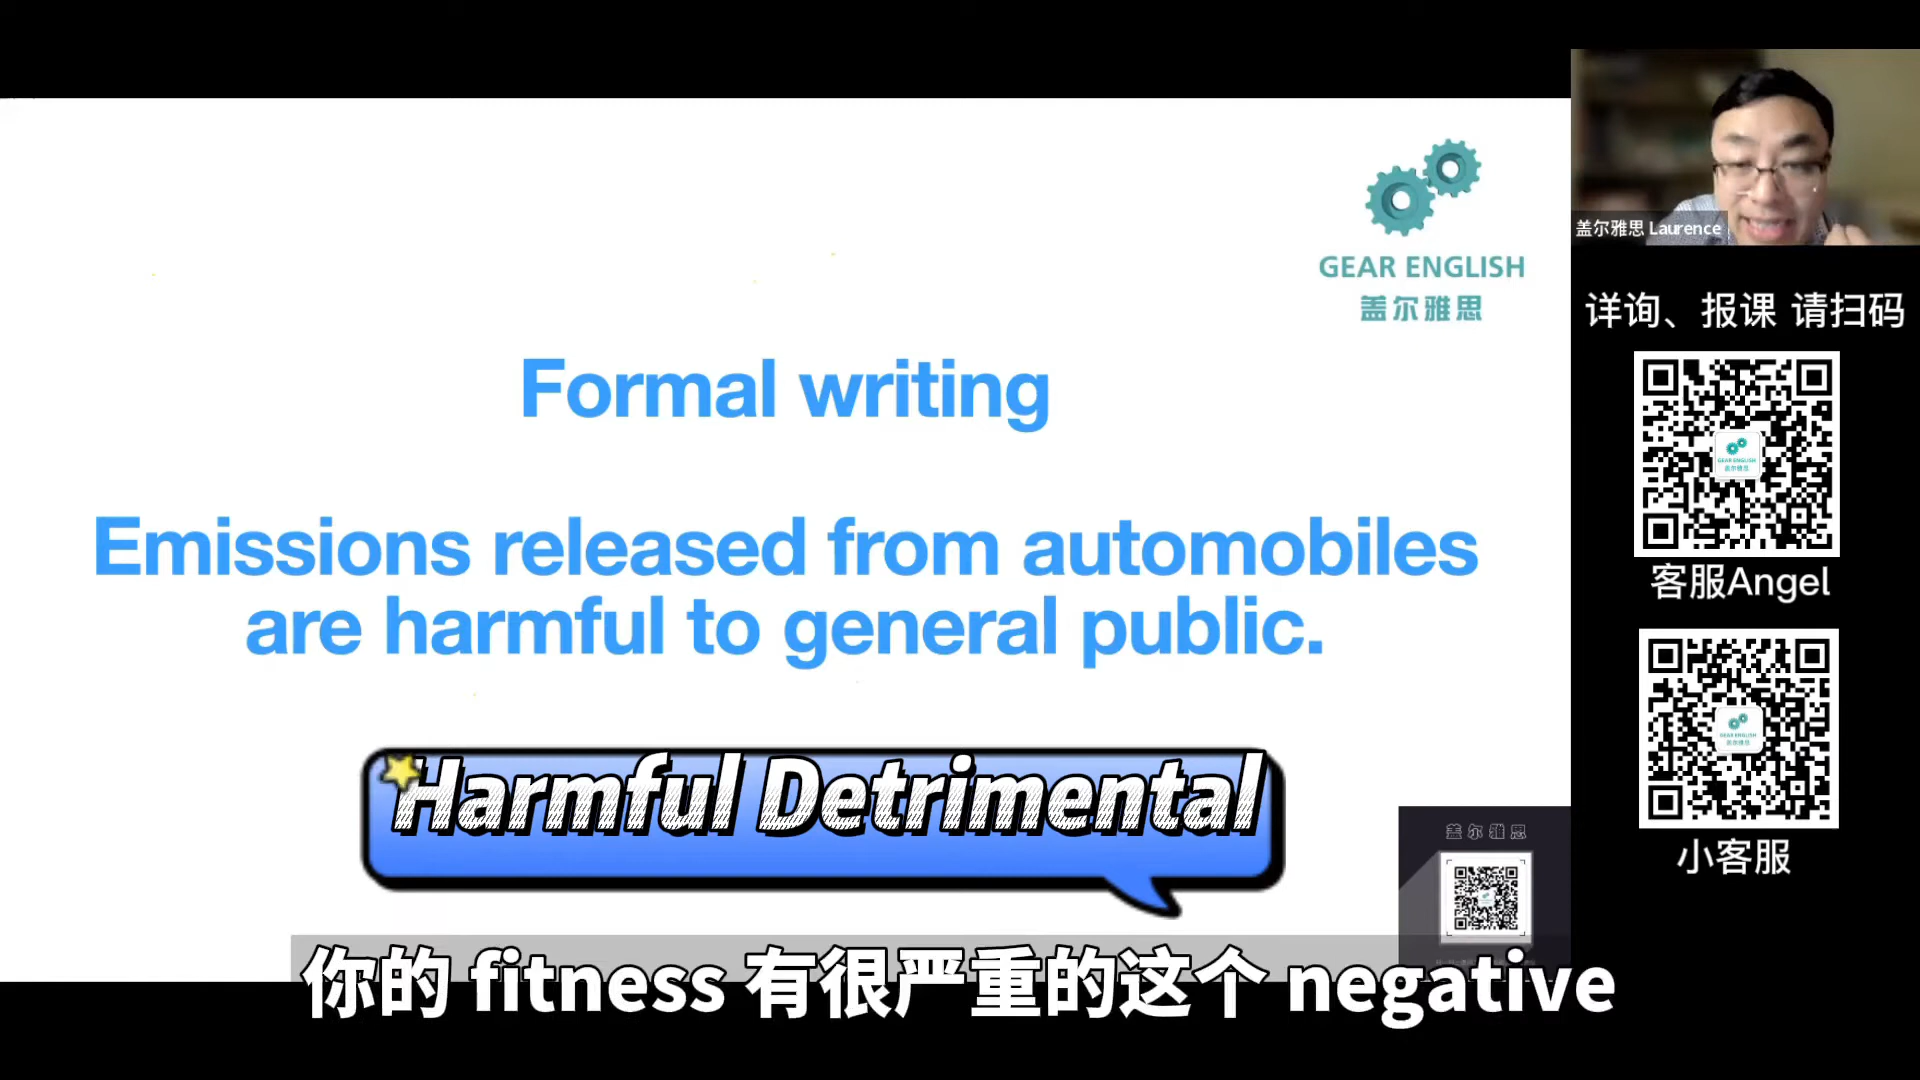 GEAR ENGLISH
盖尔雅思
Formal writing
Emissions released from automobiles
are harmful to general public.
Harmful Detrimental
你的 fitness 有很严重的这个 negative
盖尔雅思 Laurence
详询、报课 请扫码
客服Angel
小客服
盖尔雅思